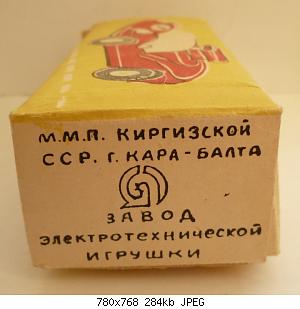 М.М.П. КИРГИЗСКОЙ
ССР. Г. КАРА-БАЛТА
ЗАВОД
ЭЛЕКТРОТЕХНИЧЕСКОЙ
ИГРУШКИ
780x768 284kb JPEG